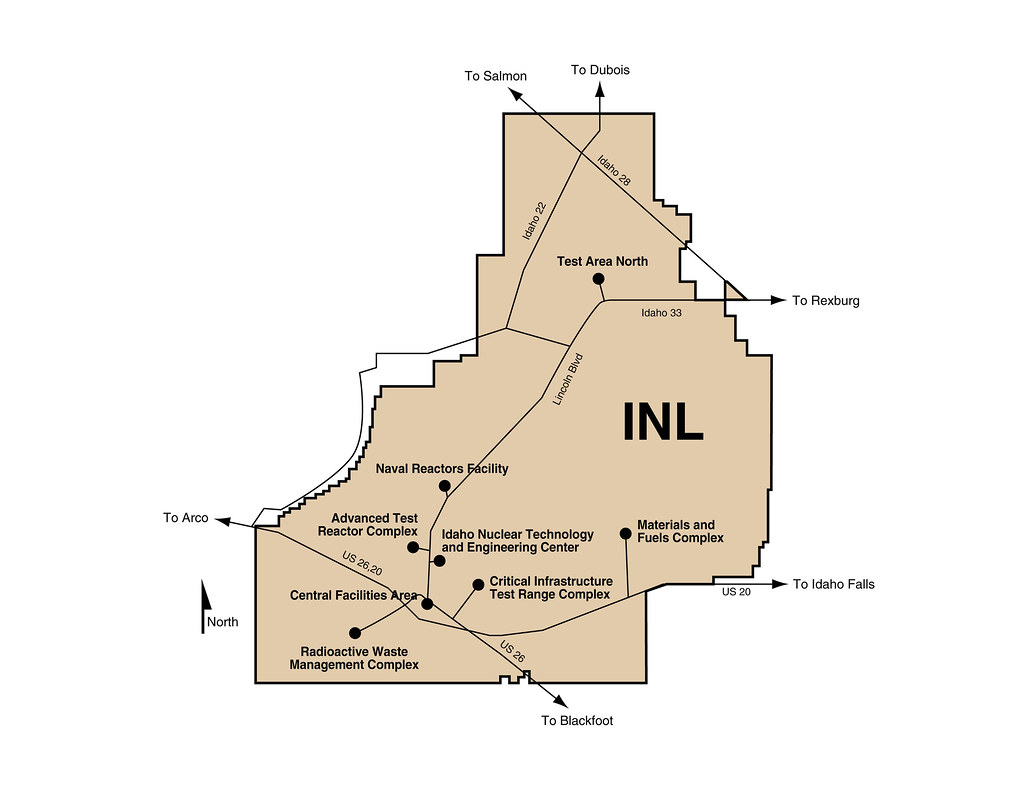 To Dubois
To Salmon
Idaho 28
Idaho 22
Test Area North
To Rexburg
Idaho 33
Lincoln Blvd
INL
Naval Reactors Facility
To Arco
Advanced Test
Reactor Complex
Idaho Nuclear Technology
and Engineering Center
Materials and
Fuels Complex
US 26,20
Critical Infrastructure
Test Range Complex
To Idaho Falls
US 20
Central Facilities Area
North
Radioactive Waste
Management Complex
US 26
To Blackfoot